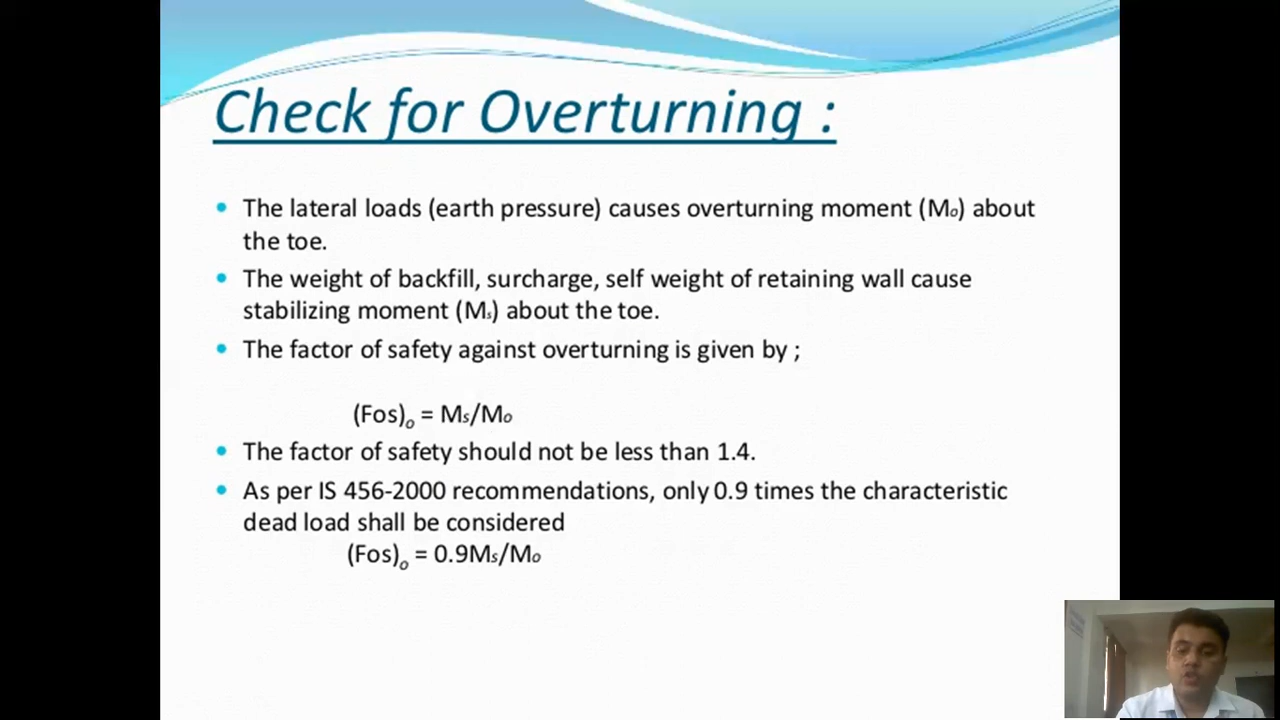 Check for Overturning :
The lateral loads (earth pressure) causes overturning moment (Mo) about
the toe.
The weight of backfill, surcharge, self weight of retaining wall cause
stabilizing moment (Ms) about the toe.
The factor of safety against overturning is given by ;
(Fos)o = Ms/Mo
The factor of safety should not be less than 1.4.
As per IS 456-2000 recommendations, only 0.9 times the characteristic
dead load shall be considered
(Fos)o = 0.9Ms/Mo